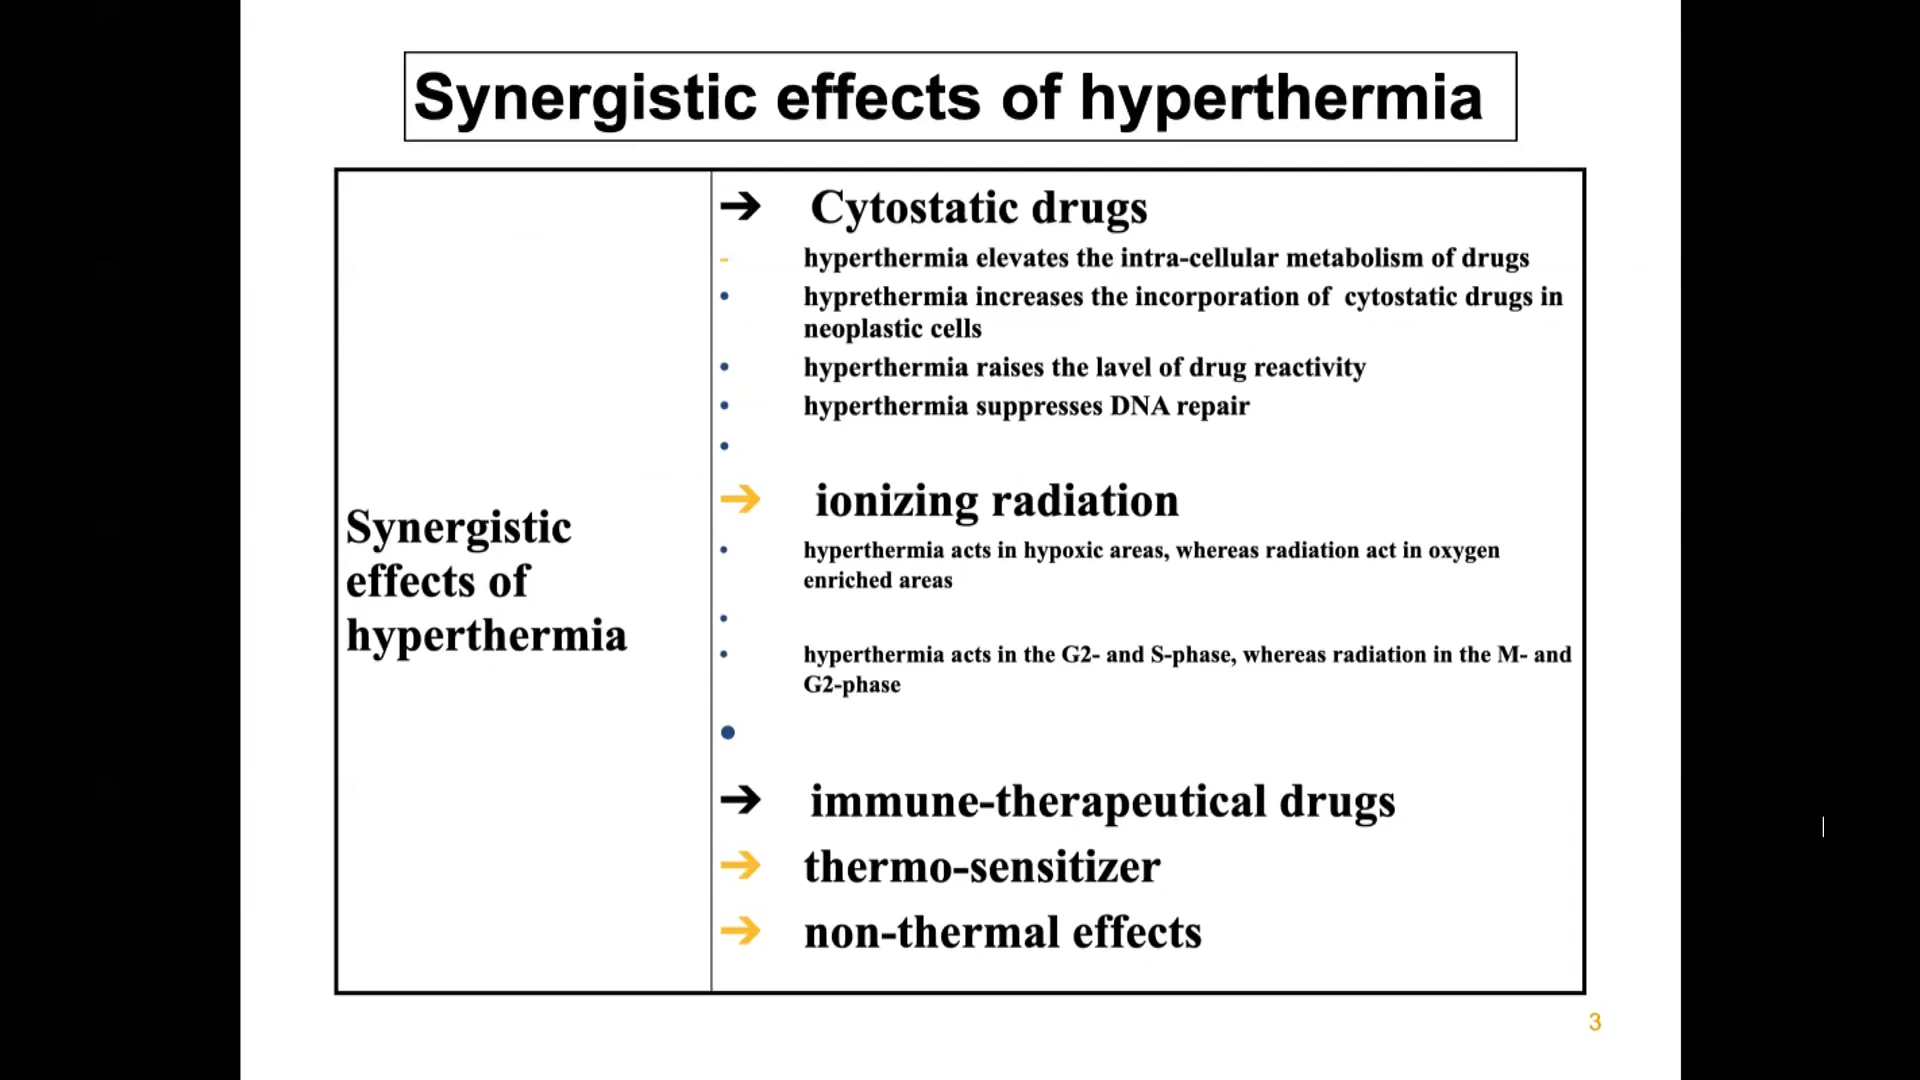 Synergistic effects of hyperthermia
Synergistic
effects of
hyperthermia
➔ Cytostatic drugs
- hyperthermia elevates the intra-cellular metabolism of drugs
• hyprethermia increases the incorporation of cytostatic drugs in
neoplastic cells
• hyperthermia raises the lavel of drug reactivity
• hyperthermia suppresses DNA repair
•
➔ ionizing radiation
• hyperthermia acts in hypoxic areas, whereas radiation act in oxygen
enriched areas
•
• hyperthermia acts in the G2- and S-phase, whereas radiation in the M- and
G2-phase
•
➔ immune-therapeutical drugs
➔ thermo-sensitizer
➔ non-thermal effects
3